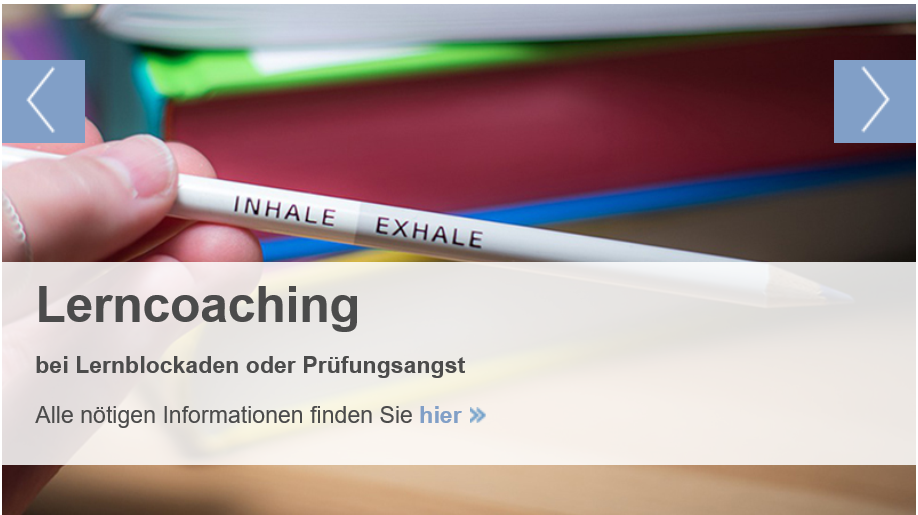 INHALE EXHALE
Lerncoaching
bei Lernblockaden oder Prüfungsangst
Alle nötigen Informationen finden Sie hier »